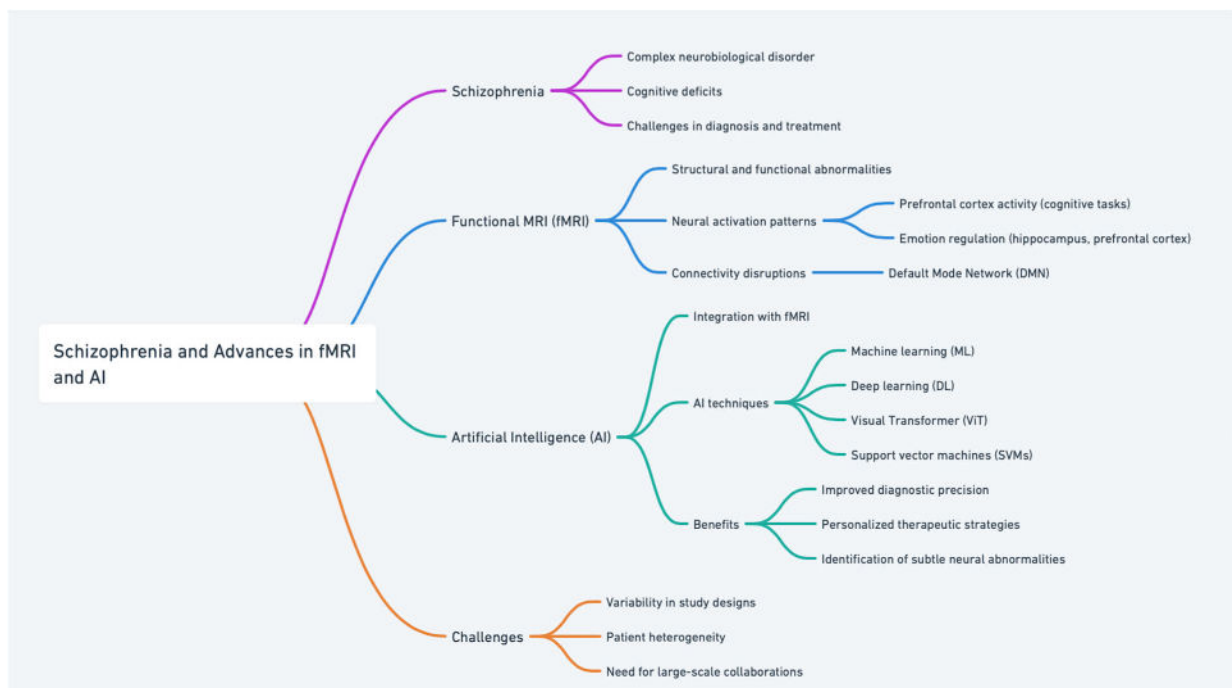 Schizophrenia and Advances in fMRI
and AI
Schizophrenia
Complex neurobiological disorder
Cognitive deficits
Challenges in diagnosis and treatment
Functional MRI (fMRI)
Structural and functional abnormalities
Neural activation patterns
Prefrontal cortex activity (cognitive tasks)
Emotion regulation (hippocampus, prefrontal cortex)
Connectivity disruptions
Default Mode Network (DMN)
Artificial Intelligence (AI)
Integration with fMRI
AI techniques
Machine learning (ML)
Deep learning (DL)
Visual Transformer (ViT)
Support vector machines (SVMs)
Benefits
Improved diagnostic precision
Personalized therapeutic strategies
Identification of subtle neural abnormalities
Challenges
Variability in study designs
Patient heterogeneity
Need for large-scale collaborations